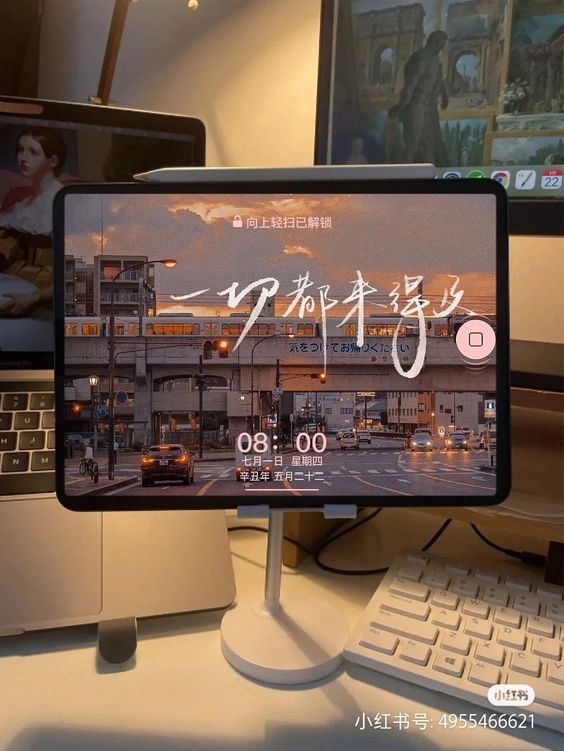 22
向上轻扫已解锁
一切都来得及
気をつけてお帰りください
08:00
七月一日 星期四
辛丑年 五月二十二
小红书
小红书号: 4955466621